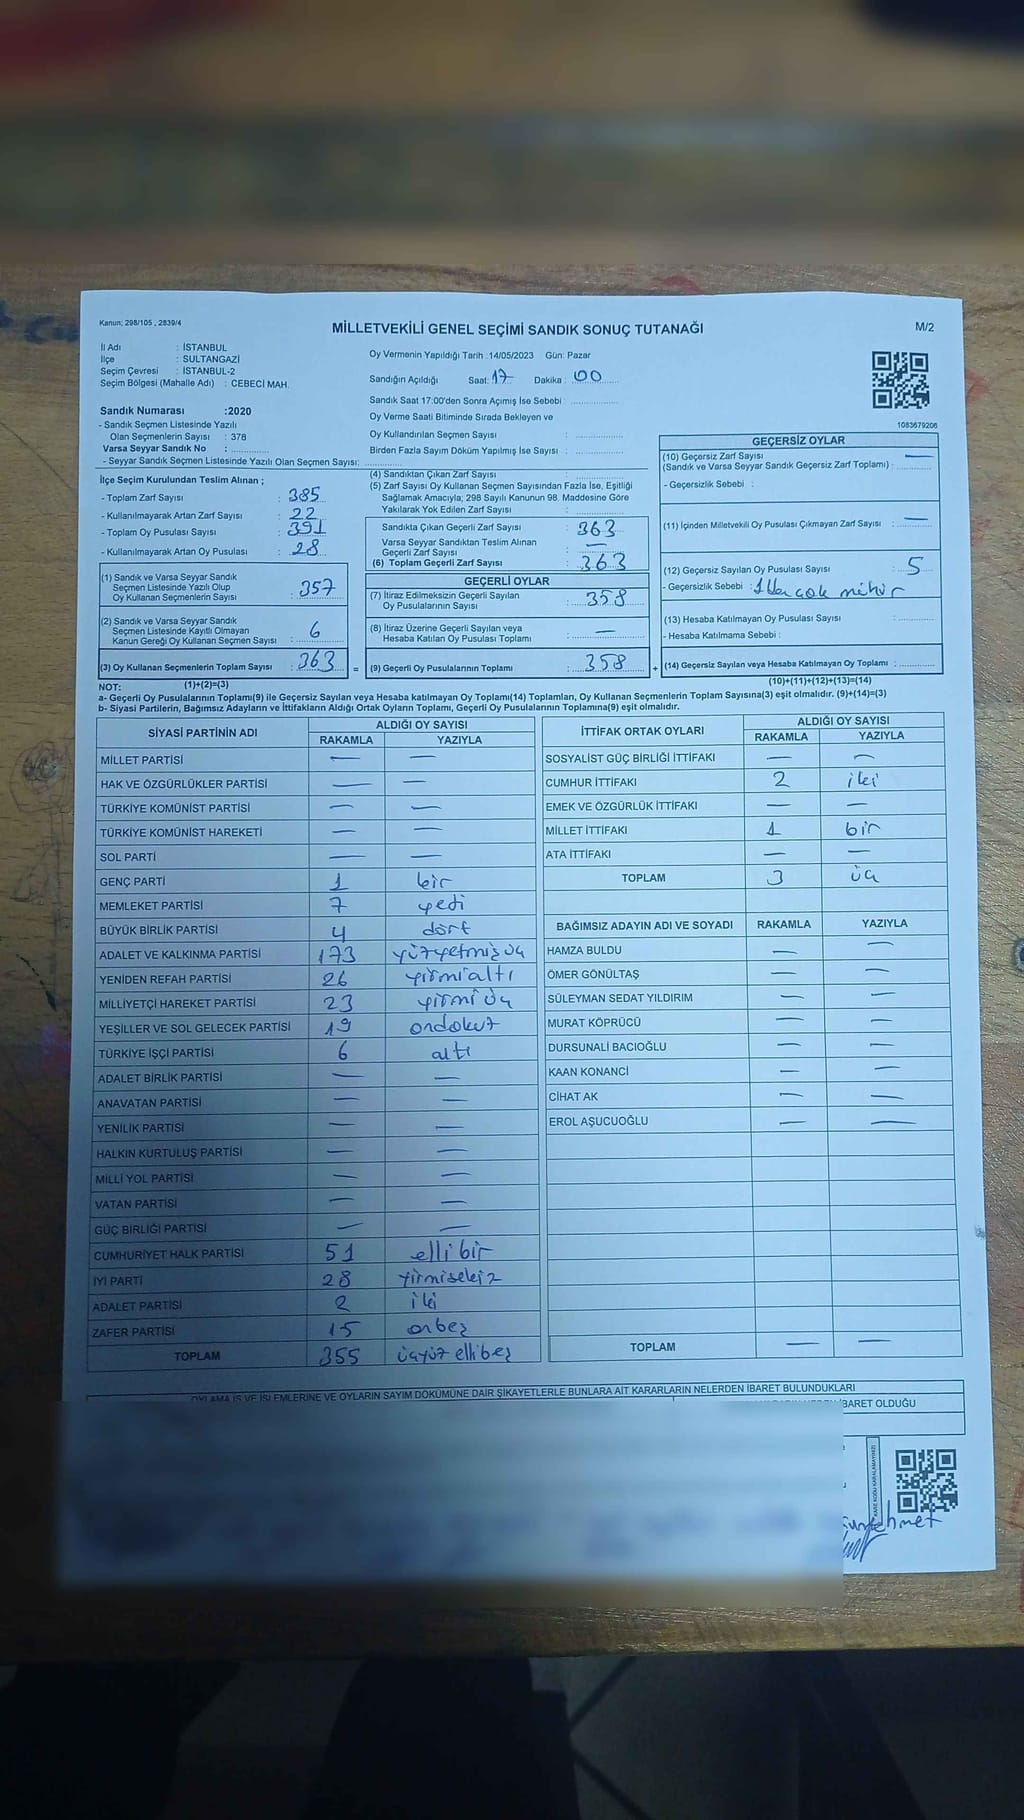 Kanun; 298/105 , 2839/4
MİLLETVEKİLİ GENEL SEÇİMİ SANDIK SONUÇ TUTANAĞI
M/2
İl Adı : İSTANBUL
İlçe : SULTANGAZİ
Seçim Çevresi : İSTANBUL-2
Seçim Bölgesi (Mahalle Adı) : CEBECİ MAH.
Sandık Numarası :2020
- Sandık Seçmen Listesinde Yazılı
Olan Seçmenlerin Sayısı : 378
Varsa Seyyar Sandık No :
- Seyyar Sandık Seçmen Listesinde Yazılı Olan Seçmen Sayısı:
Oy Vermenin Yapıldığı Tarih :14/05/2023 Gün: Pazar
Sandığın Açıldığı Saat: 17 Dakika : 00
Sandık Saat 17:00'den Sonra Açımış İse Sebebi :
Oy Verme Saati Bitiminde Sırada Bekleyen ve
Oy Kullandırılan Seçmen Sayısı :
Birden Fazla Sayım Döküm Yapılmış İse Sayısı :
1083679206
İlçe Seçim Kurulundan Teslim Alınan ;
- Toplam Zarf Sayısı : 385
- Kullanılmayarak Artan Zarf Sayısı : 22
- Toplam Oy Pusulası Sayısı : 391
- Kullanılmayarak Artan Oy Pusulası : 28
(1) Sandık ve Varsa Seyyar Sandık
Seçmen Listesinde Yazılı Olup
Oy Kullanan Seçmenlerin Sayısı : 357
(2) Sandık ve Varsa Seyyar Sandık
Seçmen Listesinde Kayıtlı Olmayan
Kanun Gereği Oy Kullanan Seçmen Sayısı : 6
(3) Oy Kullanan Seçmenlerin Toplam Sayısı : 363 =
(4) Sandıktan Çıkan Zarf Sayısı :
(5) Zarf Sayısı Oy Kullanan Seçmen Sayısından Fazla İse, Eşitliği
Sağlamak Amacıyla; 298 Sayılı Kanunun 98. Maddesine Göre
Yakılarak Yok Edilen Zarf Sayısı :
Sandıkta Çıkan Geçerli Zarf Sayısı : 363
Varsa Seyyar Sandıktan Teslim Alınan
Geçerli Zarf Sayısı : —
(6) Toplam Geçerli Zarf Sayısı : 363
GEÇERLİ OYLAR
(7) İtiraz Edilmeksizin Geçerli Sayılan
Oy Pusulalarının Sayısı : 358
(8) İtiraz Üzerine Geçerli Sayılan veya
Hesaba Katılan Oy Pusulası Toplamı : —
(9) Geçerli Oy Pusulalarının Toplamı : 358 +
GEÇERSİZ OYLAR
(10) Geçersiz Zarf Sayısı
(Sandık ve Varsa Seyyar Sandık Geçersiz Zarf Toplamı) : —
- Geçersizlik Sebebi :
(11) İçinden Milletvekili Oy Pusulası Çıkmayan Zarf Sayısı : —
(12) Geçersiz Sayılan Oy Pusulası Sayısı : 5
- Geçersizlik Sebebi : 1'den çok mühür
(13) Hesaba Katılmayan Oy Pusulası Sayısı :
- Hesaba Katılmama Sebebi :
(14) Geçersiz Sayılan veya Hesaba Katılmayan Oy Toplamı :
NOT: (1)+(2)=(3)
(10)+(11)+(12)+(13)=(14)
a- Geçerli Oy Pusulalarının Toplamı(9) ile Geçersiz Sayılan veya Hesaba katılmayan Oy Toplamı(14) Toplamları, Oy Kullanan Seçmenlerin Toplam Sayısına(3) eşit olmalıdır. (9)+(14)=(3)
b- Siyasi Partilerin, Bağımsız Adayların ve İttifakların Aldığı Ortak Oyların Toplamı, Geçerli Oy Pusulalarının Toplamına(9) eşit olmalıdır.
SİYASİ PARTİNİN ADI ALDIĞI OY SAYISI
RAKAMLA YAZIYLA
MİLLET PARTİSİ — —
HAK VE ÖZGÜRLÜKLER PARTİSİ — —
TÜRKİYE KOMÜNİST PARTİSİ — —
TÜRKİYE KOMÜNİST HAREKETİ — —
SOL PARTİ — —
GENÇ PARTİ 1 bir
MEMLEKET PARTİSİ 7 yedi
BÜYÜK BİRLİK PARTİSİ 4 dört
ADALET VE KALKINMA PARTİSİ 173 yüzyetmişüç
YENİDEN REFAH PARTİSİ 26 yirmialtı
MİLLİYETÇİ HAREKET PARTİSİ 23 yirmiüç
YEŞİLLER VE SOL GELECEK PARTİSİ 19 ondokuz
TÜRKİYE İŞÇİ PARTİSİ 6 altı
ADALET BİRLİK PARTİSİ — —
ANAVATAN PARTİSİ — —
YENİLİK PARTİSİ — —
HALKIN KURTULUŞ PARTİSİ — —
MİLLİ YOL PARTİSİ — —
VATAN PARTİSİ — —
GÜÇ BİRLİĞİ PARTİSİ — —
CUMHURİYET HALK PARTİSİ 51 ellibir
İYİ PARTİ 28 yirmisekiz
ADALET PARTİSİ 2 iki
ZAFER PARTİSİ 15 onbeş
TOPLAM 355 üçyüz ellibeş
İTTİFAK ORTAK OYLARI ALDIĞI OY SAYISI
RAKAMLA YAZIYLA
SOSYALİST GÜÇ BİRLİĞİ İTTİFAKI — —
CUMHUR İTTİFAKI 2 iki
EMEK VE ÖZGÜRLÜK İTTİFAKI — —
MİLLET İTTİFAKI 1 bir
ATA İTTİFAKI — —
TOPLAM 3 üç
BAĞIMSIZ ADAYIN ADI VE SOYADI RAKAMLA YAZIYLA
HAMZA BULDU — —
ÖMER GÖNÜLTAŞ — —
SÜLEYMAN SEDAT YILDIRIM — —
MURAT KÖPRÜCÜ — —
DURSUNALİ BACIOĞLU — —
KAAN KONANCİ — —
CİHAT AK — —
EROL AŞUCUOĞLU — —
TOPLAM — —
OYLAMA İŞ VE İŞLEMLERİNE VE OYLARIN SAYIM DÖKÜMÜNE DAİR ŞİKAYETLERLE BUNLARA AİT KARARLARIN NELERDEN İBARET BULUNDUKLARI
İBARET OLDUĞU
KARE KODU KARALAMAYINIZ!